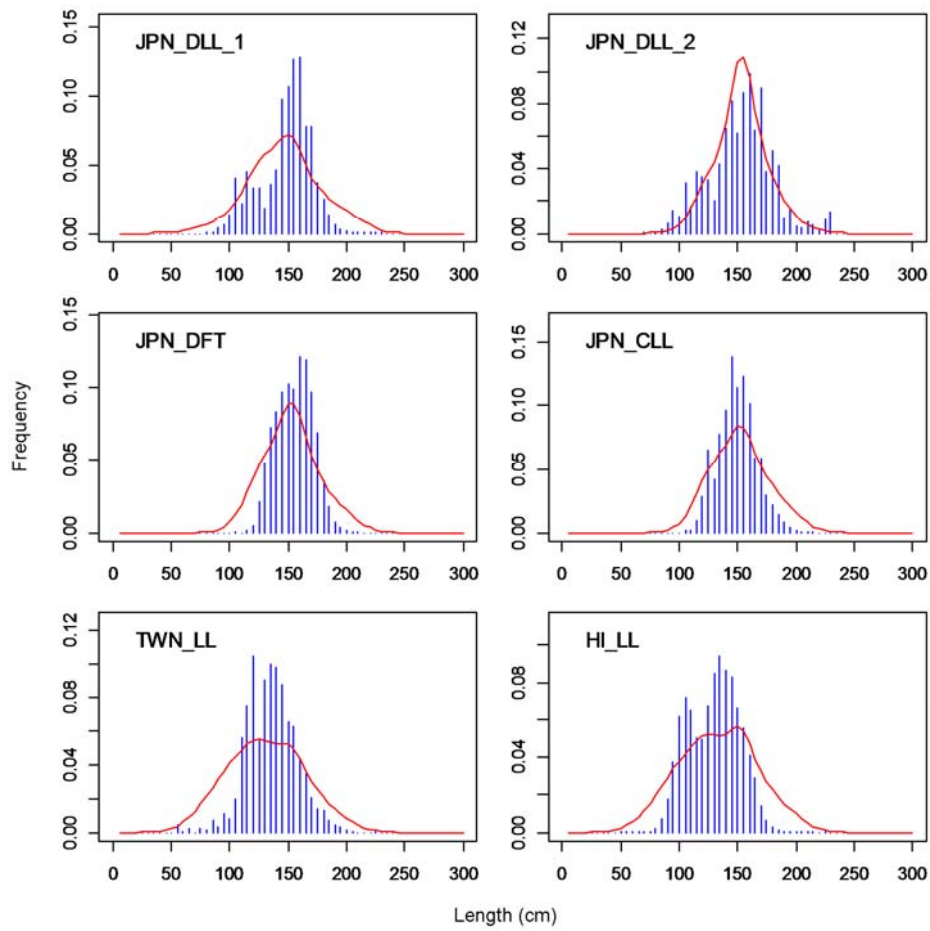 JPN_DLL_1
0.00 0.05 0.10 0.15
0 50 100 150 200 250 300
JPN_DLL_2
0.00 0.04 0.08 0.12
0 50 100 150 200 250 300
JPN_DFT
0.00 0.05 0.10 0.15
0 50 100 150 200 250 300
JPN_CLL
0.00 0.05 0.10 0.15
0 50 100 150 200 250 300
TWN_LL
0.00 0.04 0.08 0.12
0 50 100 150 200 250 300
HI_LL
0.00 0.04 0.08
0 50 100 150 200 250 300
Frequency
Length (cm)